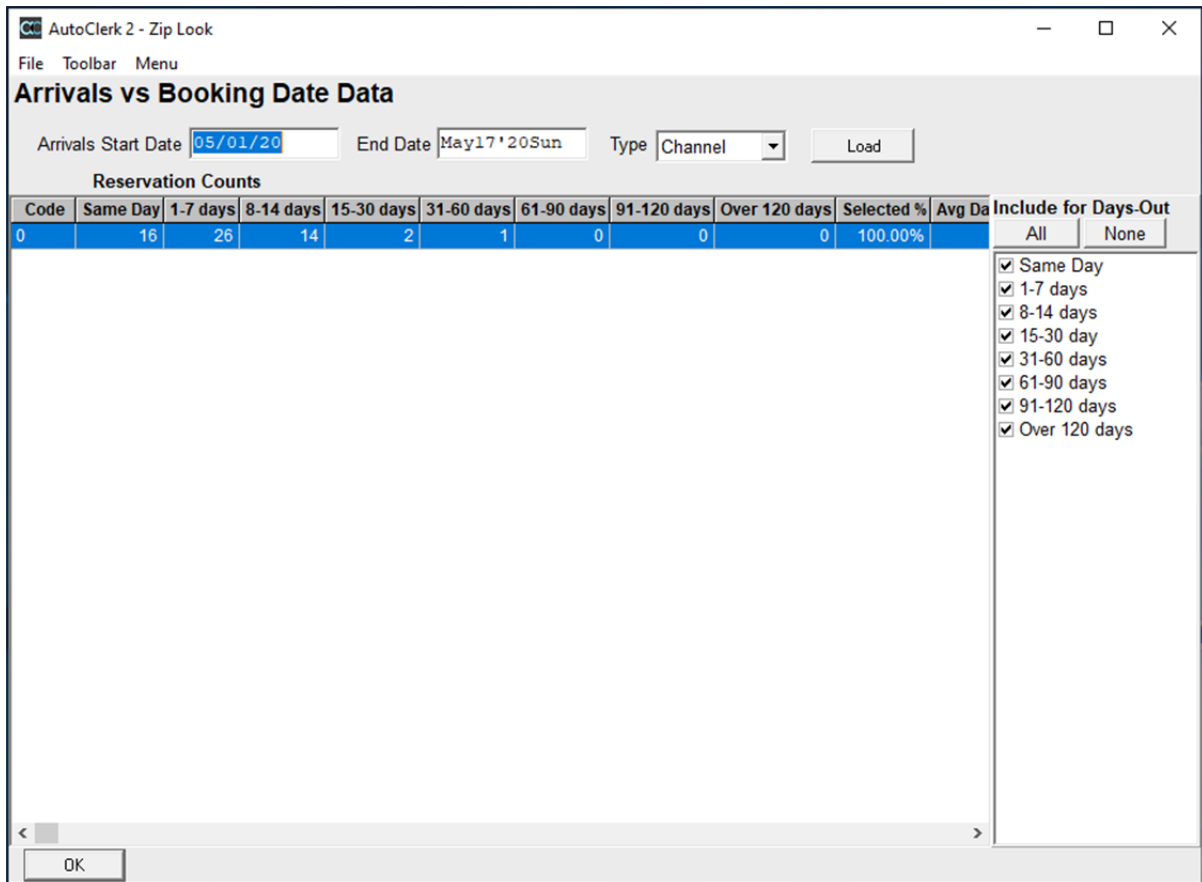 AutoClerk 2 - Zip Look
File Toolbar Menu
Arrivals vs Booking Date Data
Arrivals Start Date 05/01/20 End Date May17'20Sun Type Channel Load
Reservation Counts
Code Same Day 1-7 days 8-14 days 15-30 days 31-60 days 61-90 days 91-120 days Over 120 days Selected % Avg Da Include for Days-Out
0 16 26 14 2 1 0 0 0 100.00% All None
Same Day
1-7 days
8-14 days
15-30 day
31-60 days
61-90 days
91-120 days
Over 120 days
OK